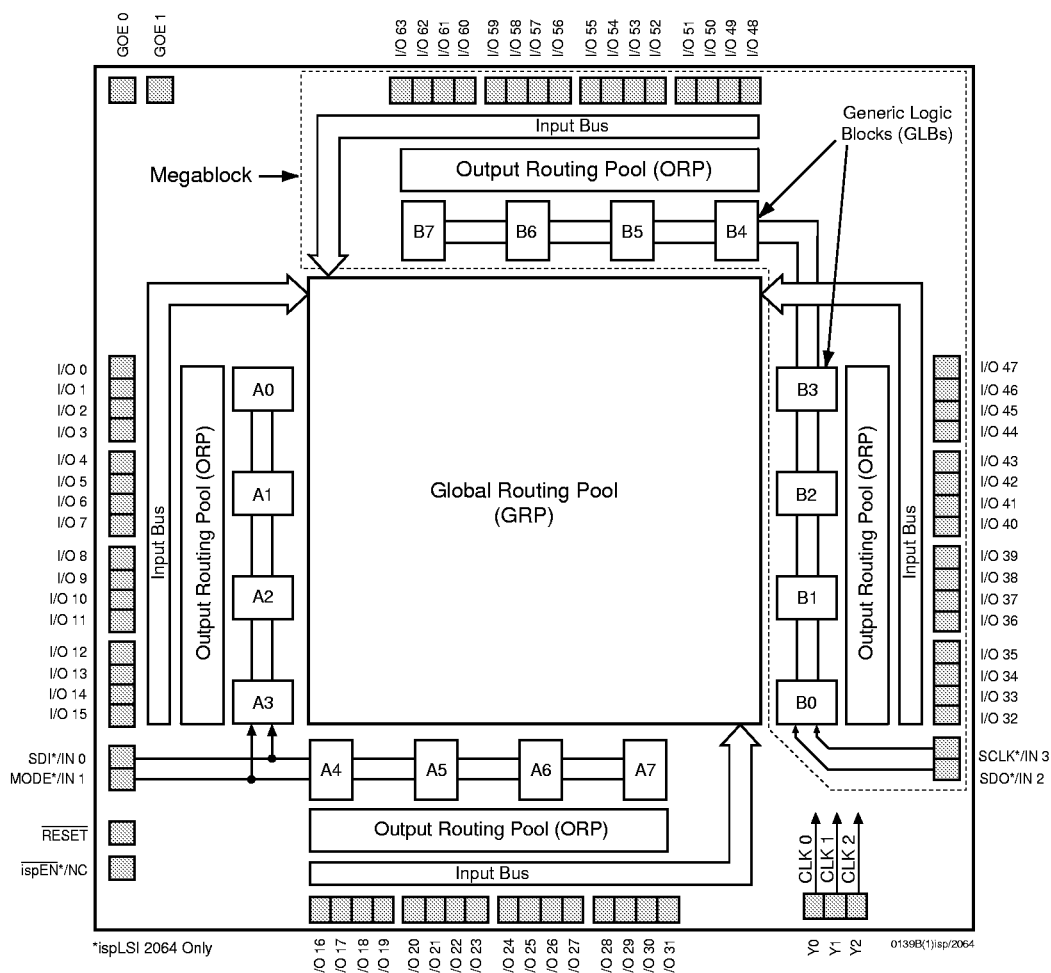 GOE 0
GOE 1
I/O 63
I/O 62
I/O 61
I/O 60
I/O 59
I/O 58
I/O 57
I/O 56
I/O 55
I/O 54
I/O 53
I/O 52
I/O 51
I/O 50
I/O 49
I/O 48
Input Bus
Generic Logic
Blocks (GLBs)
Megablock
Output Routing Pool (ORP)
B7
B6
B5
B4
I/O 0
I/O 1
I/O 2
I/O 3
I/O 4
I/O 5
I/O 6
I/O 7
I/O 8
I/O 9
I/O 10
I/O 11
I/O 12
I/O 13
I/O 14
I/O 15
Input Bus
Output Routing Pool (ORP)
A0
A1
A2
A3
Global Routing Pool
(GRP)
B3
B2
B1
B0
Output Routing Pool (ORP)
Input Bus
I/O 47
I/O 46
I/O 45
I/O 44
I/O 43
I/O 42
I/O 41
I/O 40
I/O 39
I/O 38
I/O 37
I/O 36
I/O 35
I/O 34
I/O 33
I/O 32
SDI*/IN 0
MODE*/IN 1
A4
A5
A6
A7
SCLK*/IN 3
SDO*/IN 2
RESET
ispEN*/NC
Output Routing Pool (ORP)
Input Bus
CLK 0
CLK 1
CLK 2
*ispLSI 2064 Only
I/O 16
I/O 17
I/O 18
I/O 19
I/O 20
I/O 21
I/O 22
I/O 23
I/O 24
I/O 25
I/O 26
I/O 27
I/O 28
I/O 29
I/O 30
I/O 31
Y0
Y1
Y2
0139B(1)isp/2064